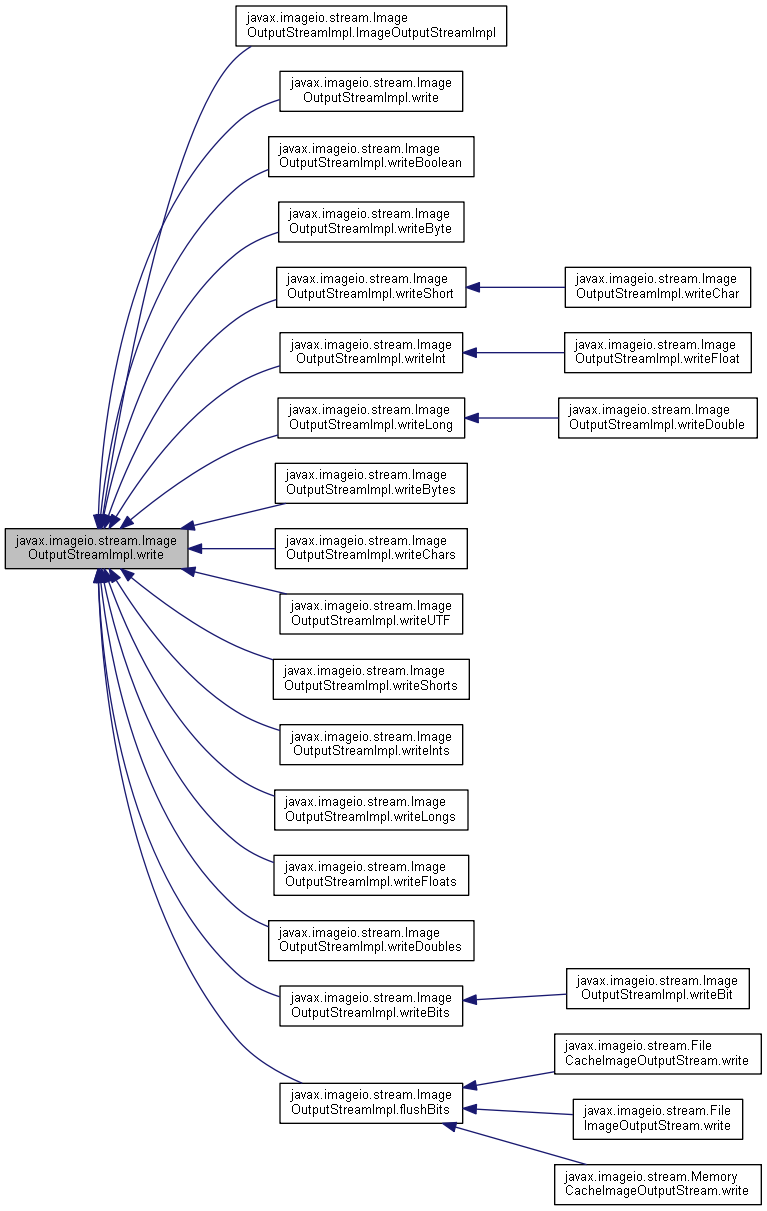 javax.imageio.stream.Image
OutputStreamImpl.ImageOutputStreamImpl
javax.imageio.stream.Image
OutputStreamImpl.write
javax.imageio.stream.Image
OutputStreamImpl.writeBoolean
javax.imageio.stream.Image
OutputStreamImpl.writeByte
javax.imageio.stream.Image
OutputStreamImpl.writeShort
javax.imageio.stream.Image
OutputStreamImpl.writeChar
javax.imageio.stream.Image
OutputStreamImpl.writeInt
javax.imageio.stream.Image
OutputStreamImpl.writeFloat
javax.imageio.stream.Image
OutputStreamImpl.writeLong
javax.imageio.stream.Image
OutputStreamImpl.writeDouble
javax.imageio.stream.Image
OutputStreamImpl.writeBytes
javax.imageio.stream.Image
OutputStreamImpl.write
javax.imageio.stream.Image
OutputStreamImpl.writeChars
javax.imageio.stream.Image
OutputStreamImpl.writeUTF
javax.imageio.stream.Image
OutputStreamImpl.writeShorts
javax.imageio.stream.Image
OutputStreamImpl.writeInts
javax.imageio.stream.Image
OutputStreamImpl.writeLongs
javax.imageio.stream.Image
OutputStreamImpl.writeFloats
javax.imageio.stream.Image
OutputStreamImpl.writeDoubles
javax.imageio.stream.Image
OutputStreamImpl.writeBits
javax.imageio.stream.Image
OutputStreamImpl.writeBit
javax.imageio.stream.File
CacheImageOutputStream.write
javax.imageio.stream.Image
OutputStreamImpl.flushBits
javax.imageio.stream.File
ImageOutputStream.write
javax.imageio.stream.Memory
CacheImageOutputStream.write